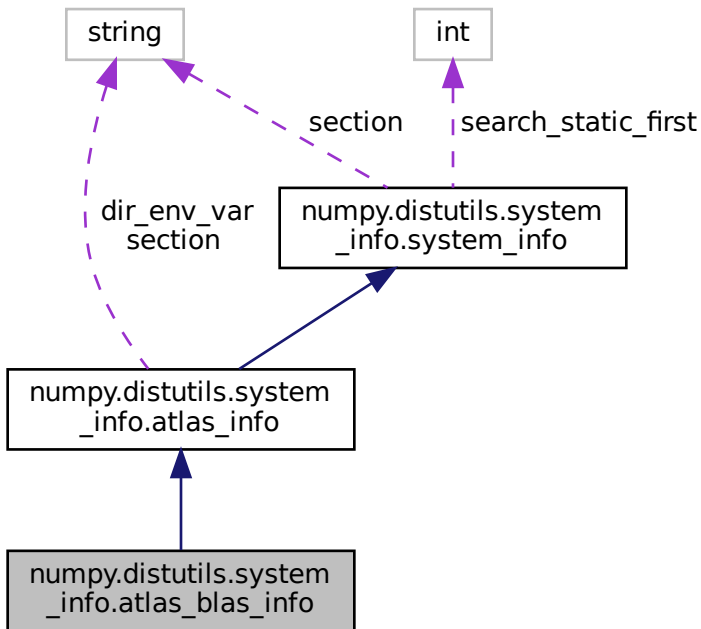 string
int
section
search_static_first
dir_env_var
section
numpy.distutils.system
_info.system_info
numpy.distutils.system
_info.atlas_info
numpy.distutils.system
_info.atlas_blas_info